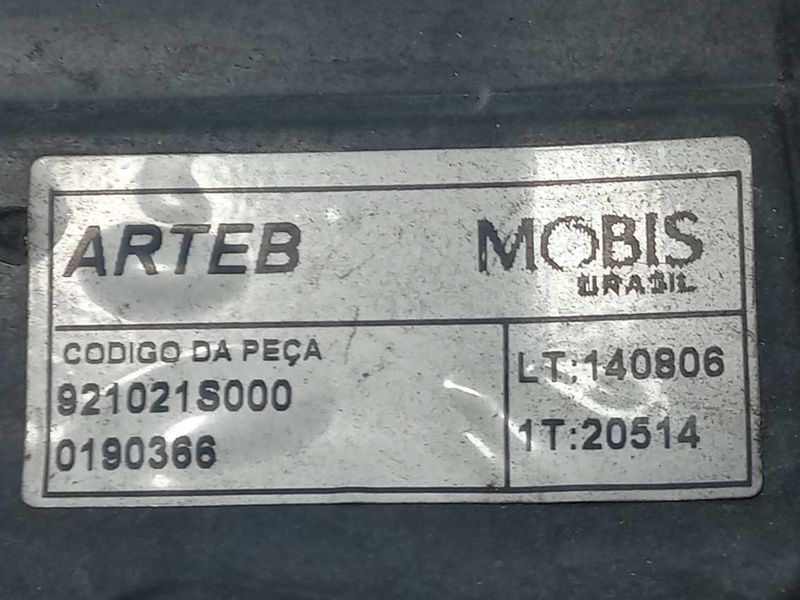 ARTEB
MOBIS
BRASIL
CODIGO DA PEÇA
921021S000
0190366
LT:140806
1T:20514